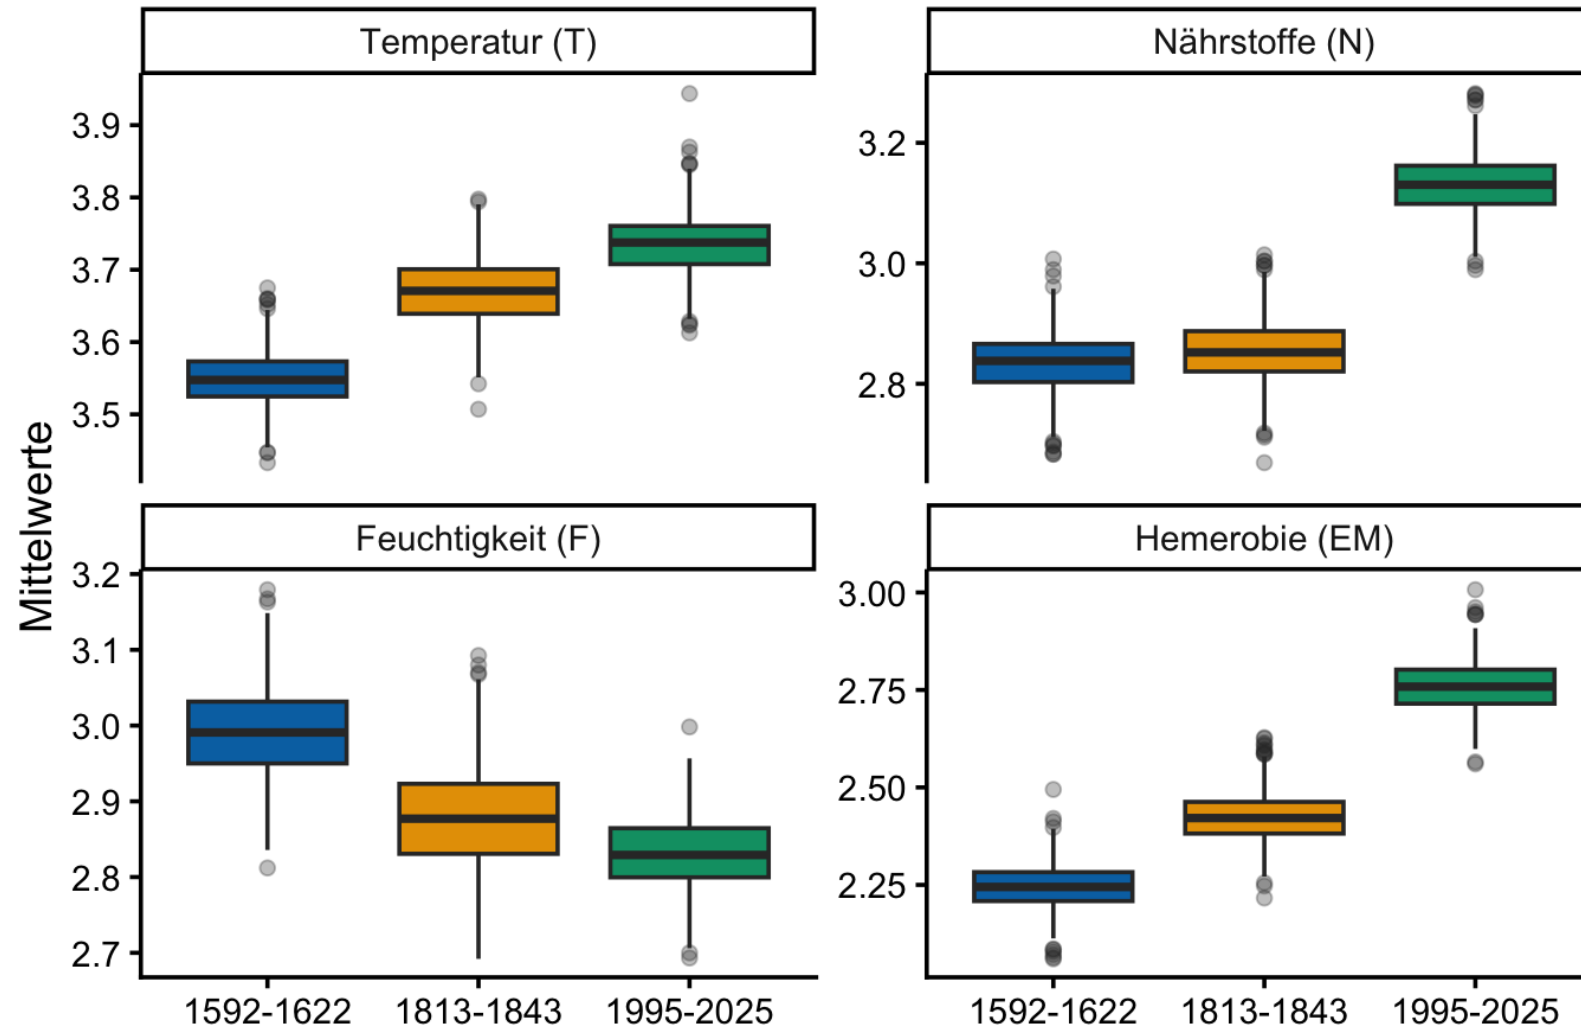 Temperatur (T)
Nährstoffe (N)
3.9
3.8
3.7
3.6
3.5
3.2
3.0
2.8
Mittelwerte
Feuchtigkeit (F)
Hemerobie (EM)
3.2
3.1
3.0
2.9
2.8
2.7
3.00
2.75
2.50
2.25
1592-1622 1813-1843 1995-2025
1592-1622 1813-1843 1995-2025